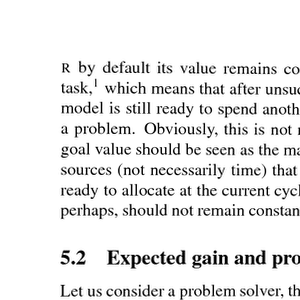 R by default its value remains co
task,1 which means that after unsu
model is still ready to spend anoth
a problem. Obviously, this is not
goal value should be seen as the ma
sources (not necessarily time) that
ready to allocate at the current cyc
perhaps, should not remain constan
5.2 Expected gain and pro
Let us consider a problem solver, th